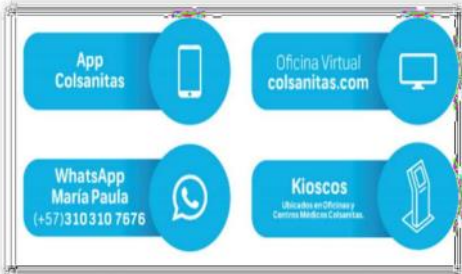 App
Colsanitas
Oficina Virtual
colsanitas.com
WhatsApp
María Paula
(+57)310 310 7676
Kioscos
Ubicados en Oficinas y
Centros Médicos Colsanitas.